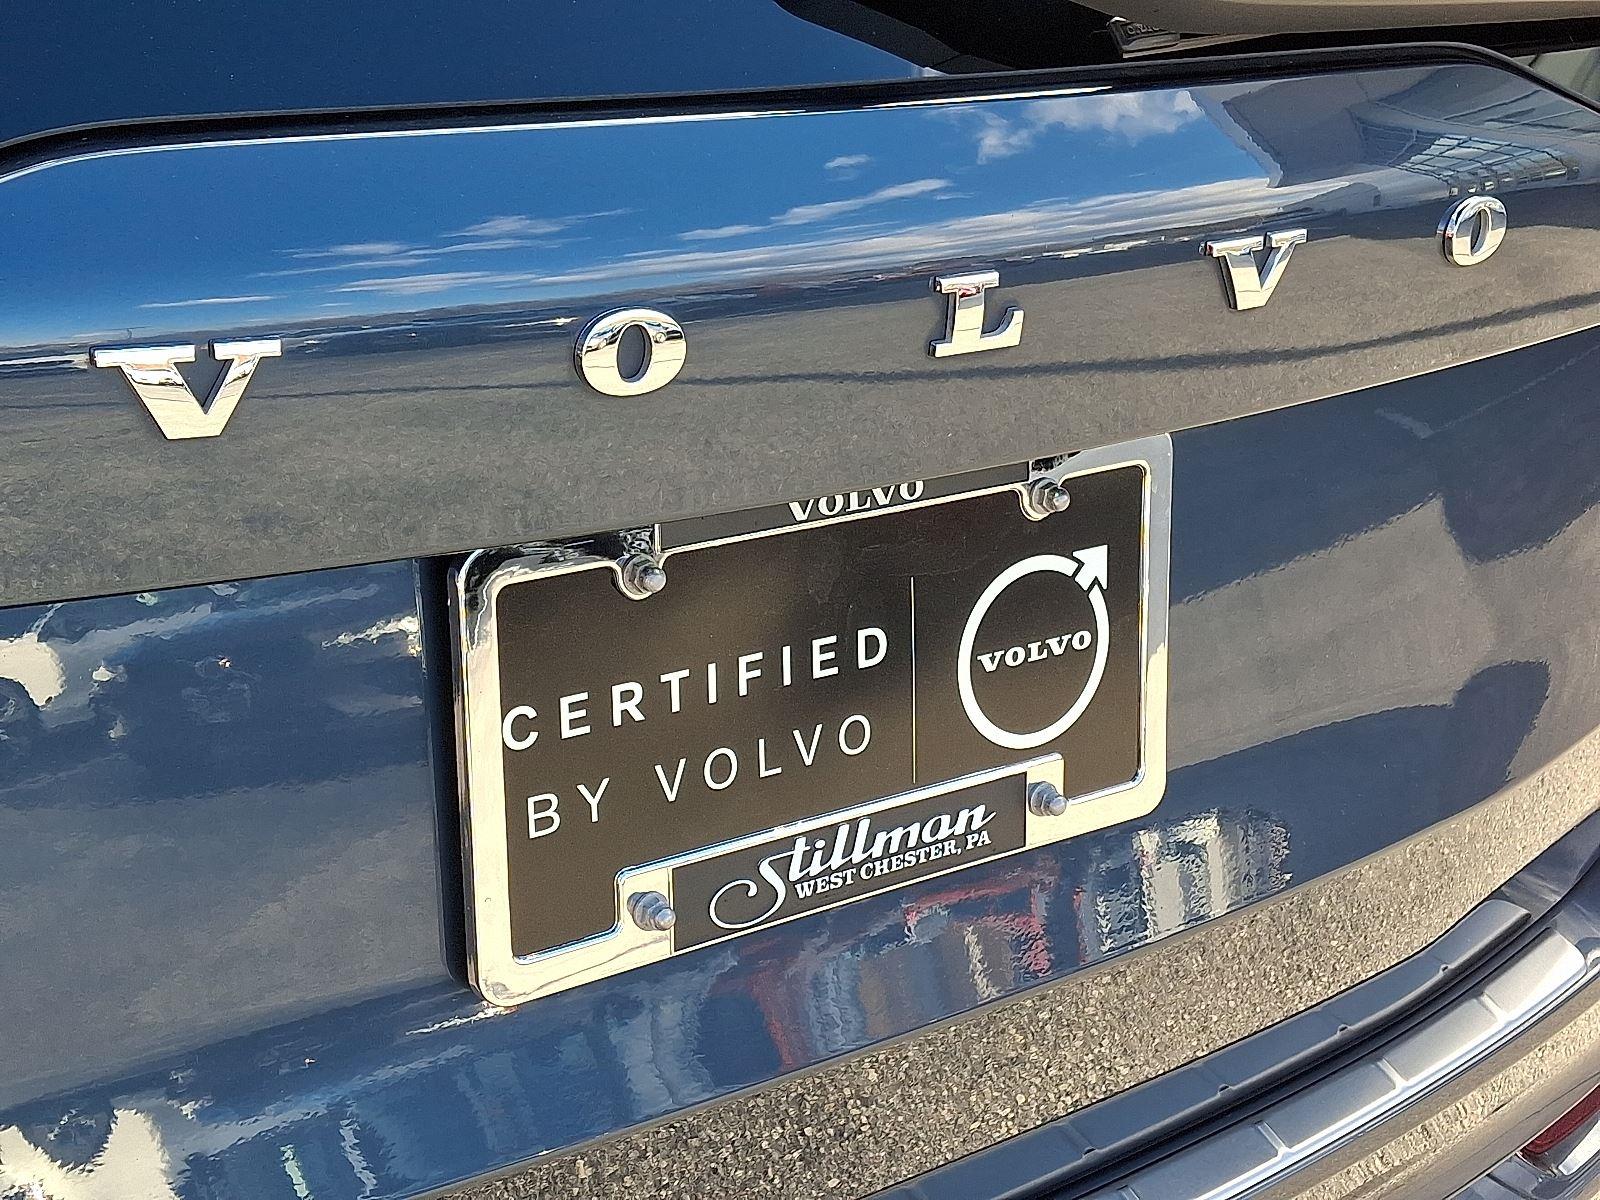 VOLVO
VOLVO
CERTIFIED
BY VOLVO
VOLVO
Stillman
WEST CHESTER, PA